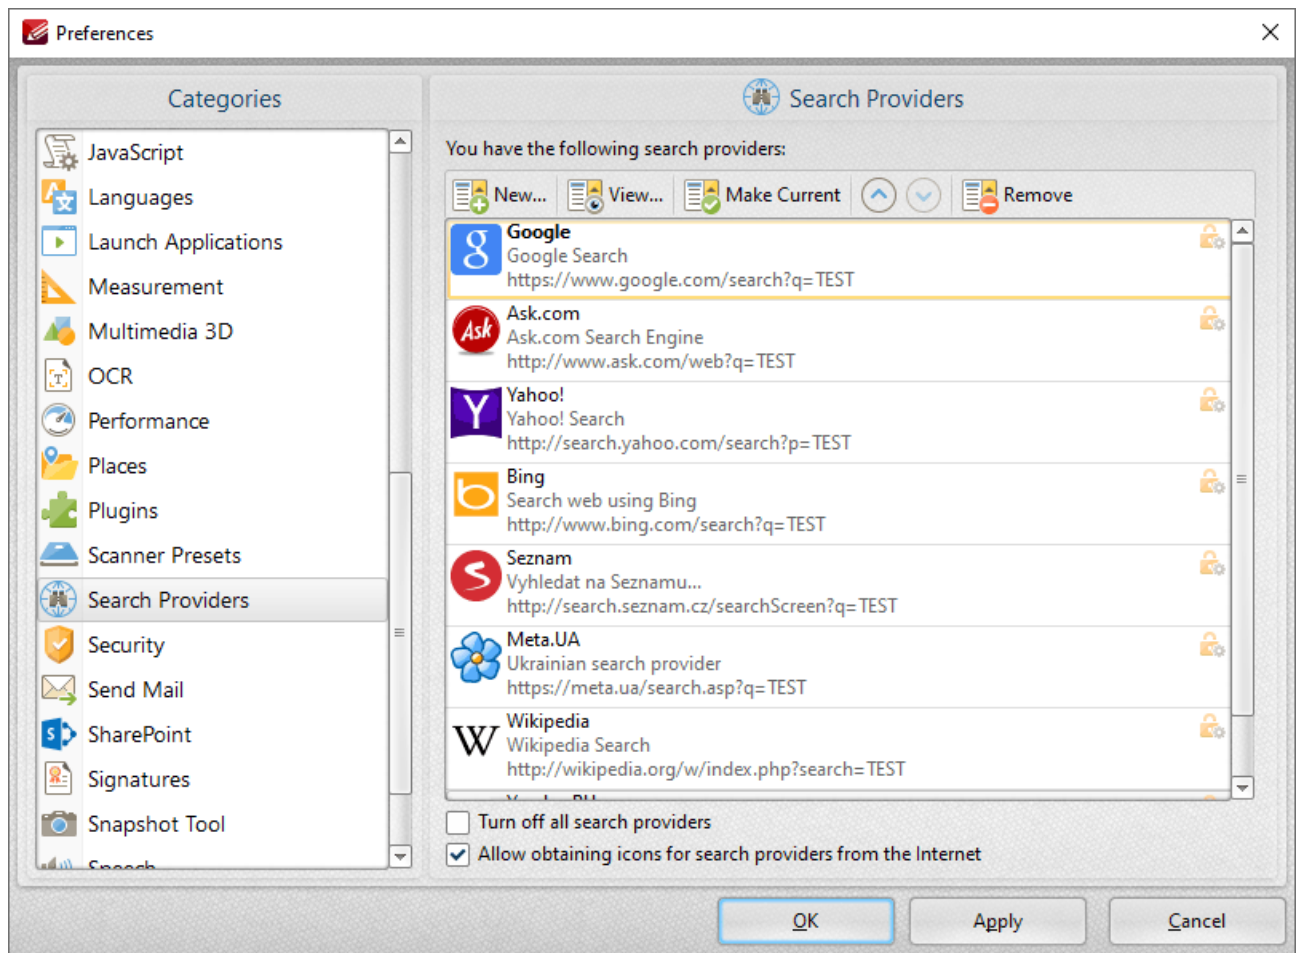 Preferences
Categories
JavaScript
Languages
Launch Applications
Measurement
Multimedia 3D
OCR
Performance
Places
Plugins
Scanner Presets
Search Providers
Security
Send Mail
SharePoint
Signatures
Snapshot Tool
Speech
Search Providers
You have the following search providers:
New... View... Make Current Remove
Google
Google Search
https://www.google.com/search?q=TEST
Ask
Ask.com
Ask.com Search Engine
http://www.ask.com/web?q=TEST
Yahoo!
Yahoo! Search
http://search.yahoo.com/search?p=TEST
Bing
Search web using Bing
http://www.bing.com/search?q=TEST
Seznam
Vyhledat na Seznamu...
http://search.seznam.cz/searchScreen?q=TEST
Meta.UA
Ukrainian search provider
https://meta.ua/search.asp?q=TEST
Wikipedia
Wikipedia Search
http://wikipedia.org/w/index.php?search=TEST
Turn off all search providers
Allow obtaining icons for search providers from the Internet
OK Apply Cancel